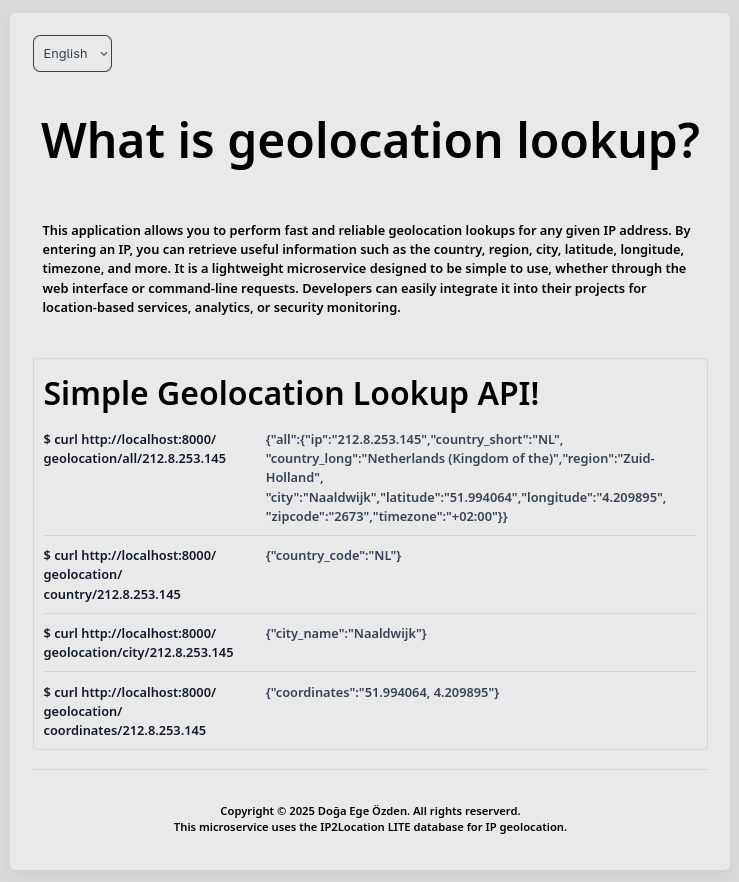 English
What is geolocation lookup?
This application allows you to perform fast and reliable geolocation lookups for any given IP address. By
entering an IP, you can retrieve useful information such as the country, region, city, latitude, longitude,
timezone, and more. It is a lightweight microservice designed to be simple to use, whether through the
web interface or command-line requests. Developers can easily integrate it into their projects for
location-based services, analytics, or security monitoring.
Simple Geolocation Lookup API!
$ curl http://localhost:8000/
geolocation/all/212.8.253.145
{"all":{"ip":"212.8.253.145","country_short":"NL",
"country_long":"Netherlands (Kingdom of the)","region":"Zuid-
Holland",
"city":"Naaldwijk","latitude":"51.994064","longitude":"4.209895",
"zipcode":"2673","timezone":"+02:00"}}
$ curl http://localhost:8000/
geolocation/
country/212.8.253.145
{"country_code":"NL"}
$ curl http://localhost:8000/
geolocation/city/212.8.253.145
{"city_name":"Naaldwijk"}
$ curl http://localhost:8000/
geolocation/
coordinates/212.8.253.145
{"coordinates":"51.994064, 4.209895"}
Copyright © 2025 Doğa Ege Özden. All rights reserverd.
This microservice uses the IP2Location LITE database for IP geolocation.